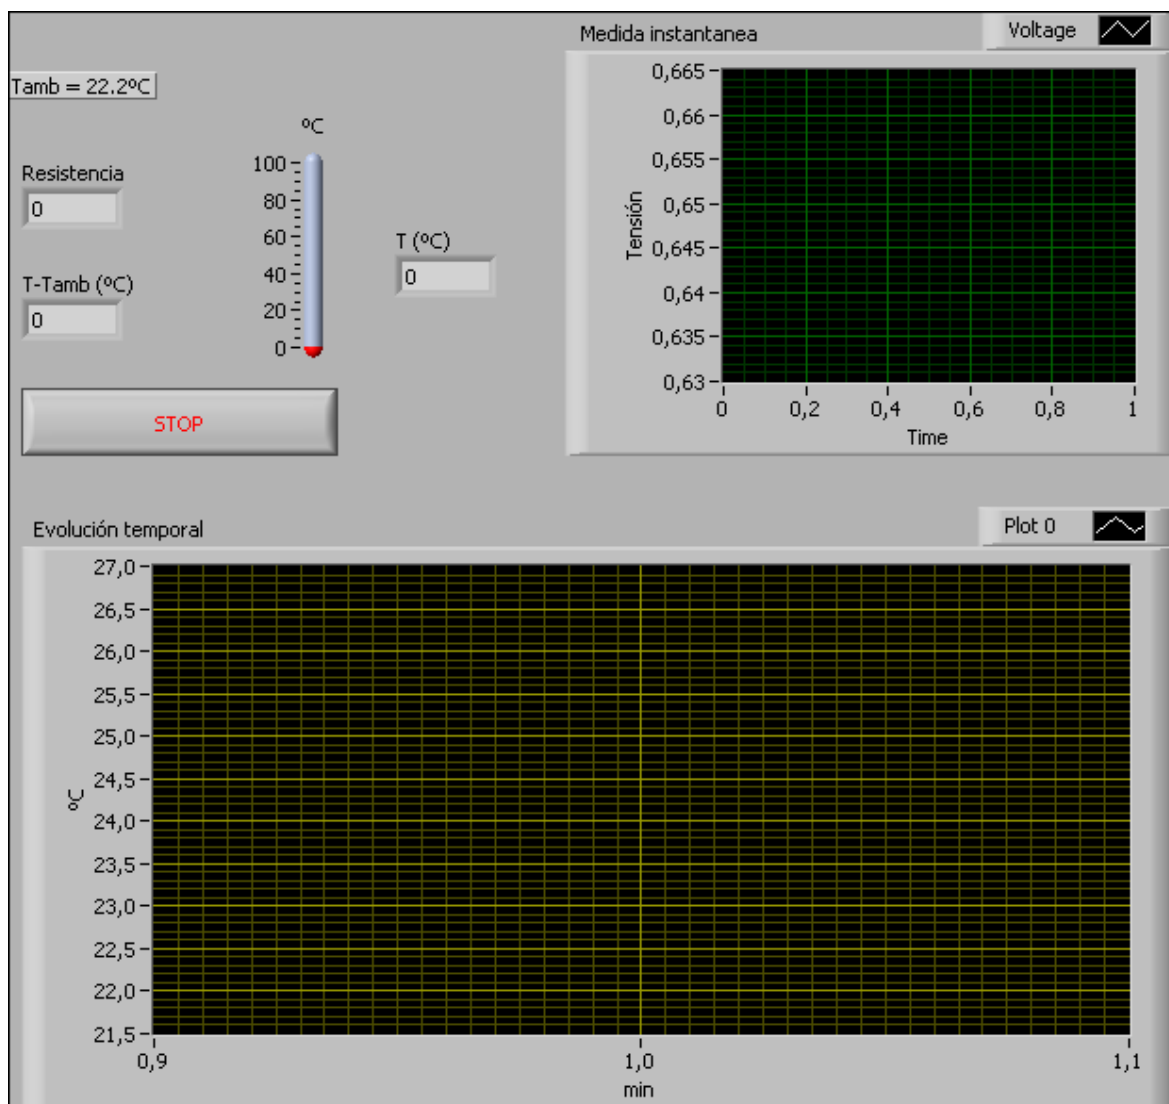 Medida instantanea
Voltage
Tamb = 22.2ºC
Resistencia
0
T-Tamb (ºC)
0
ºC
100
80
60
40
20
0
T (ºC)
0
STOP
Tensión
0,665
0,66
0,655
0,65
0,645
0,64
0,635
0,63
0 0,2 0,4 0,6 0,8 1
Time
Evolución temporal
Plot 0
ºC
27,0
26,5
26,0
25,5
25,0
24,5
24,0
23,5
23,0
22,5
22,0
21,5
0,9 1,0 1,1
min